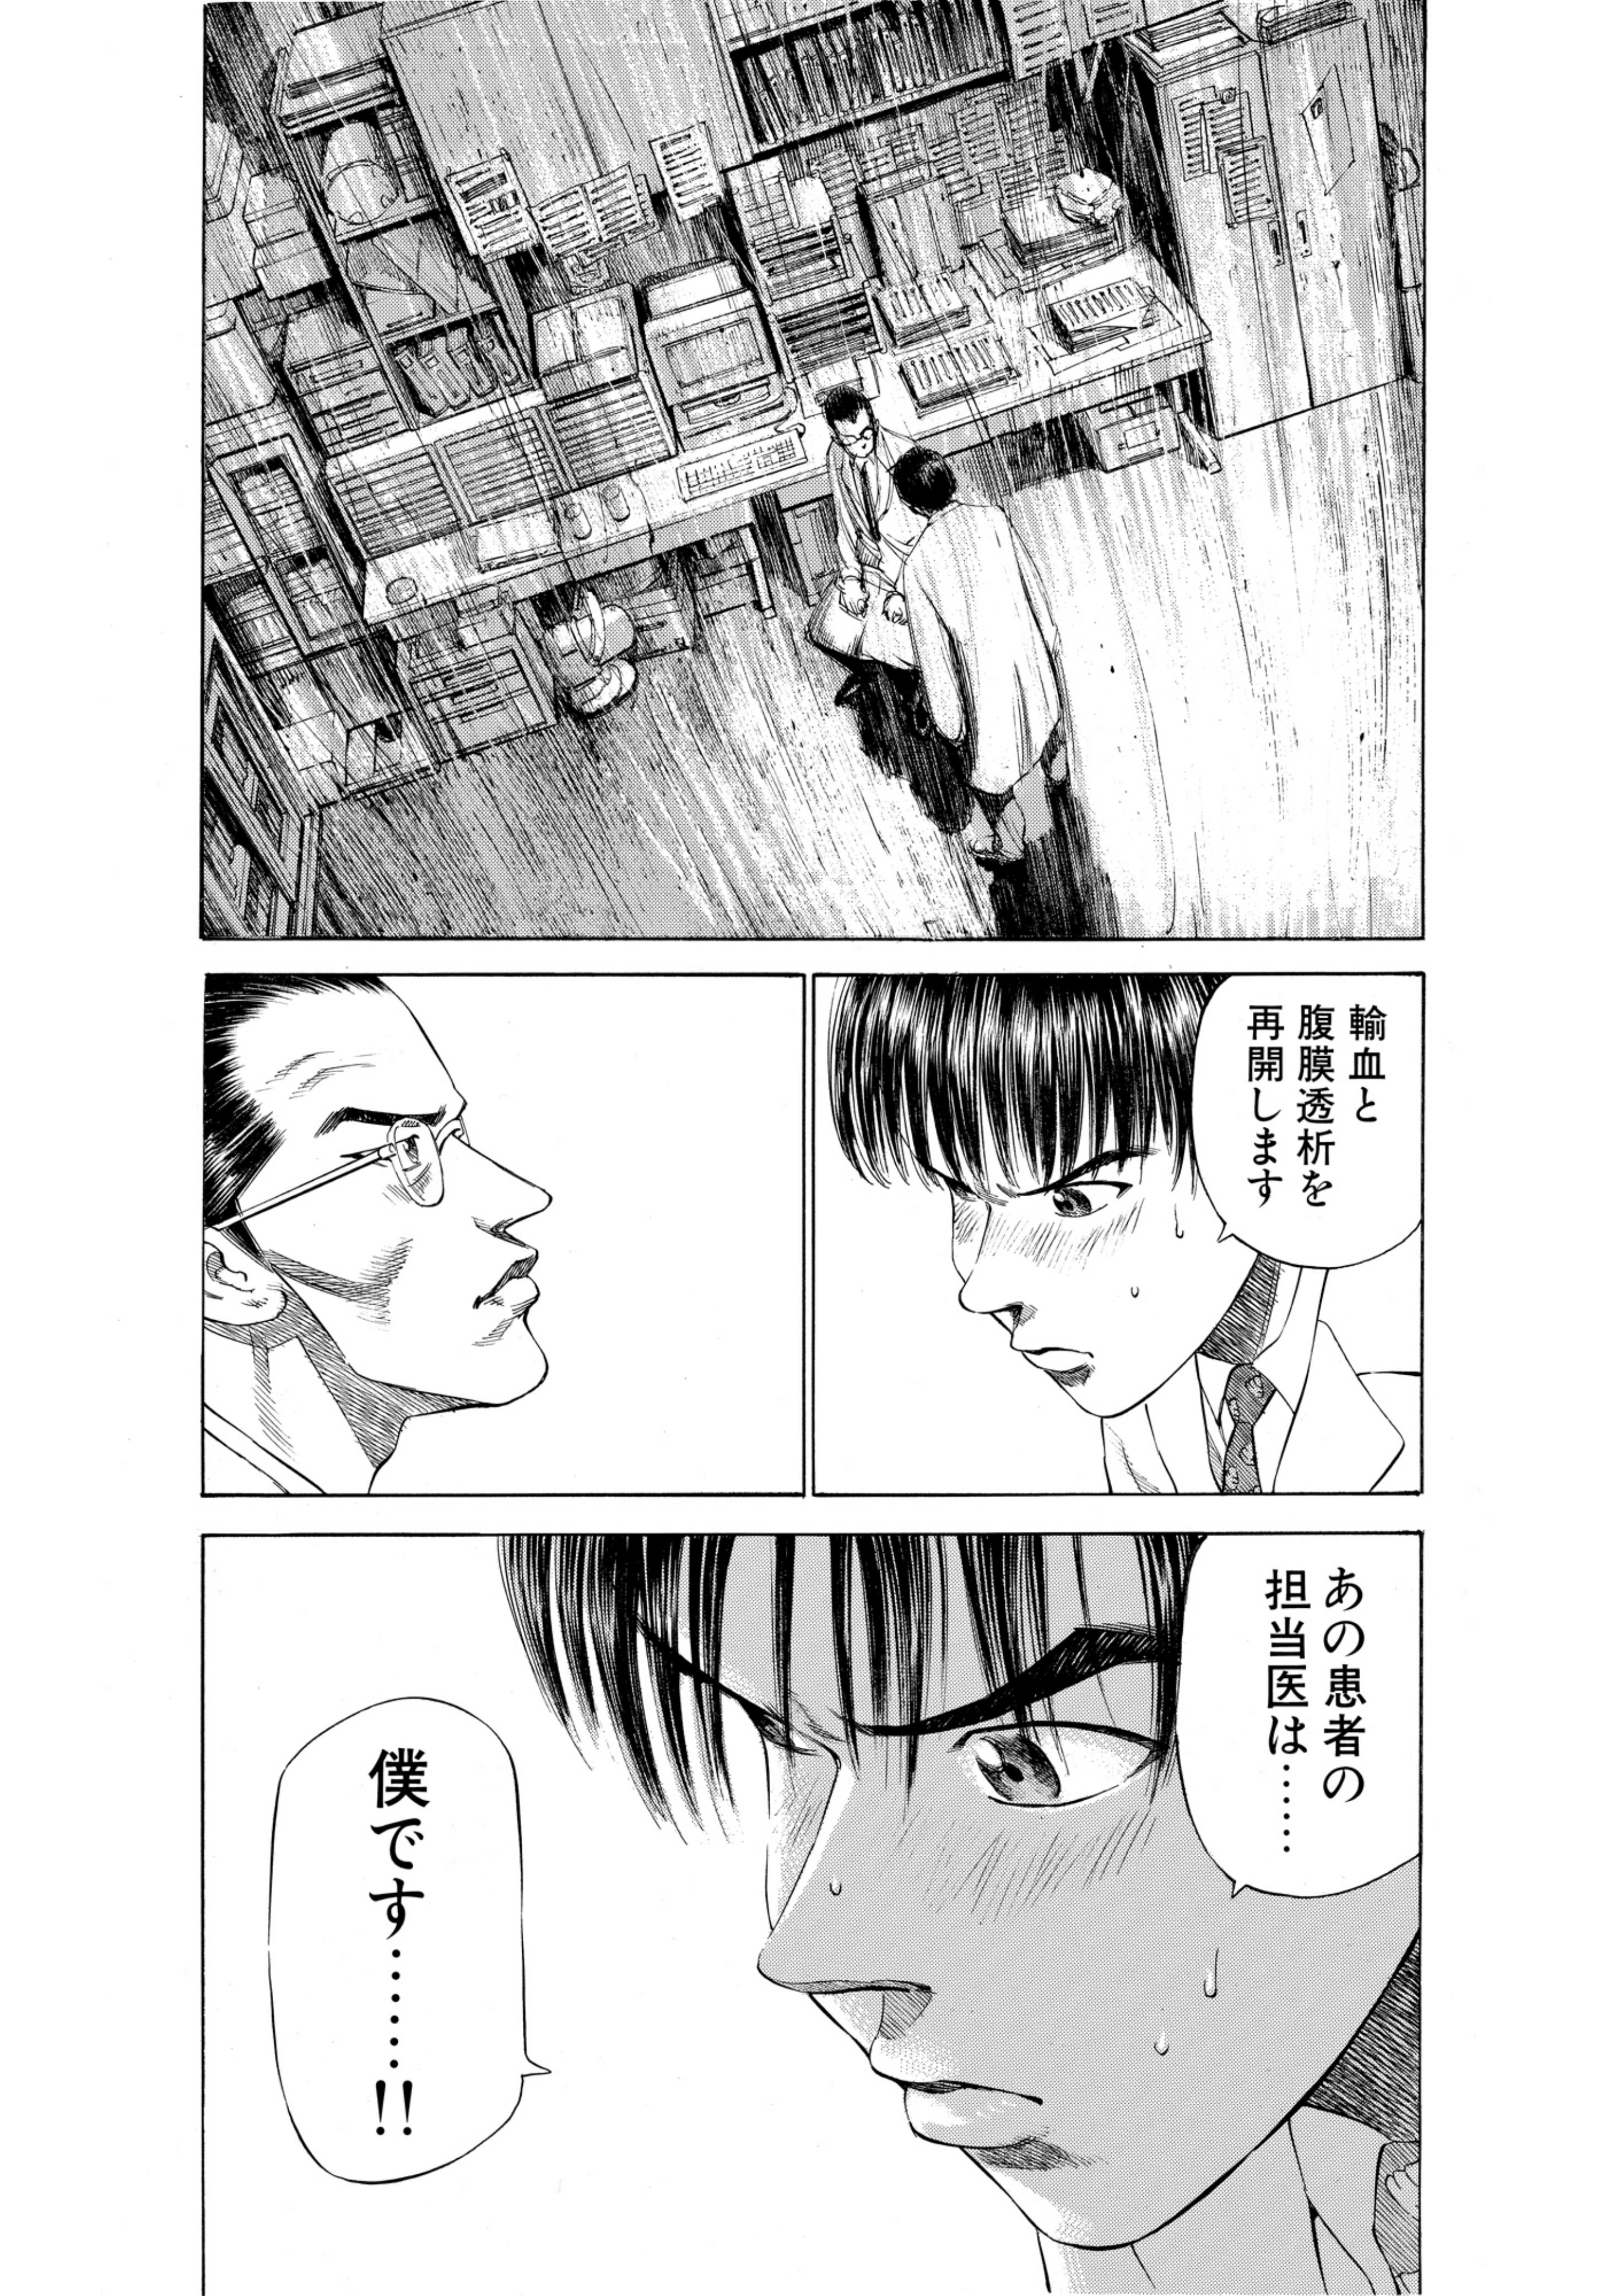 輸血と
腹膜透析を
再開します
あの患者の
担当医は……
僕です………!!